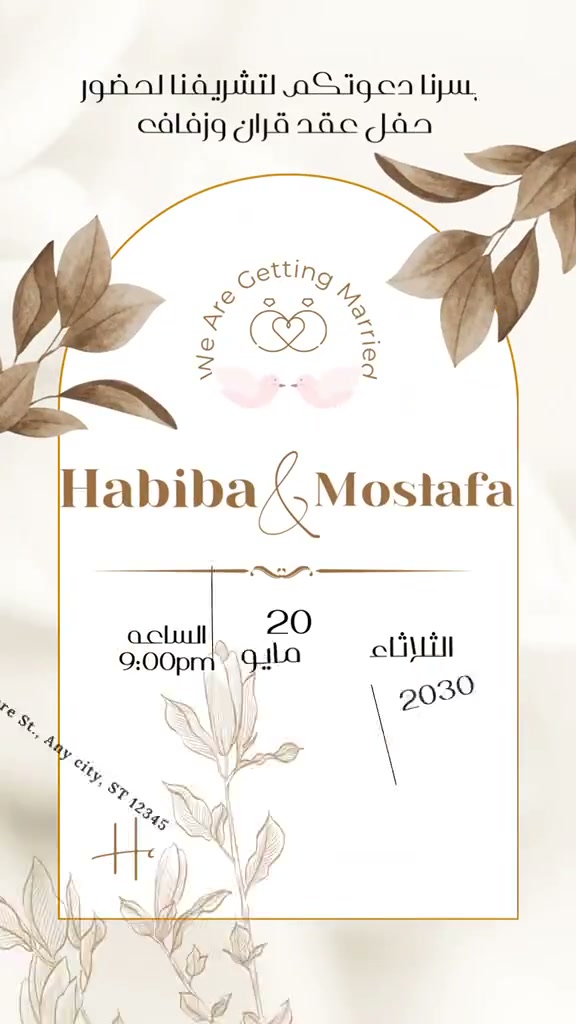 يسرنا دعوتكم لتشريفنا لحضور
حفل عقد قران وزفاف
We Are Getting Married
Habiba & Mostafa
الثلاثاء
2030
20
مايو
الساعه
9:00pm
St., Any city, ST 12345
H